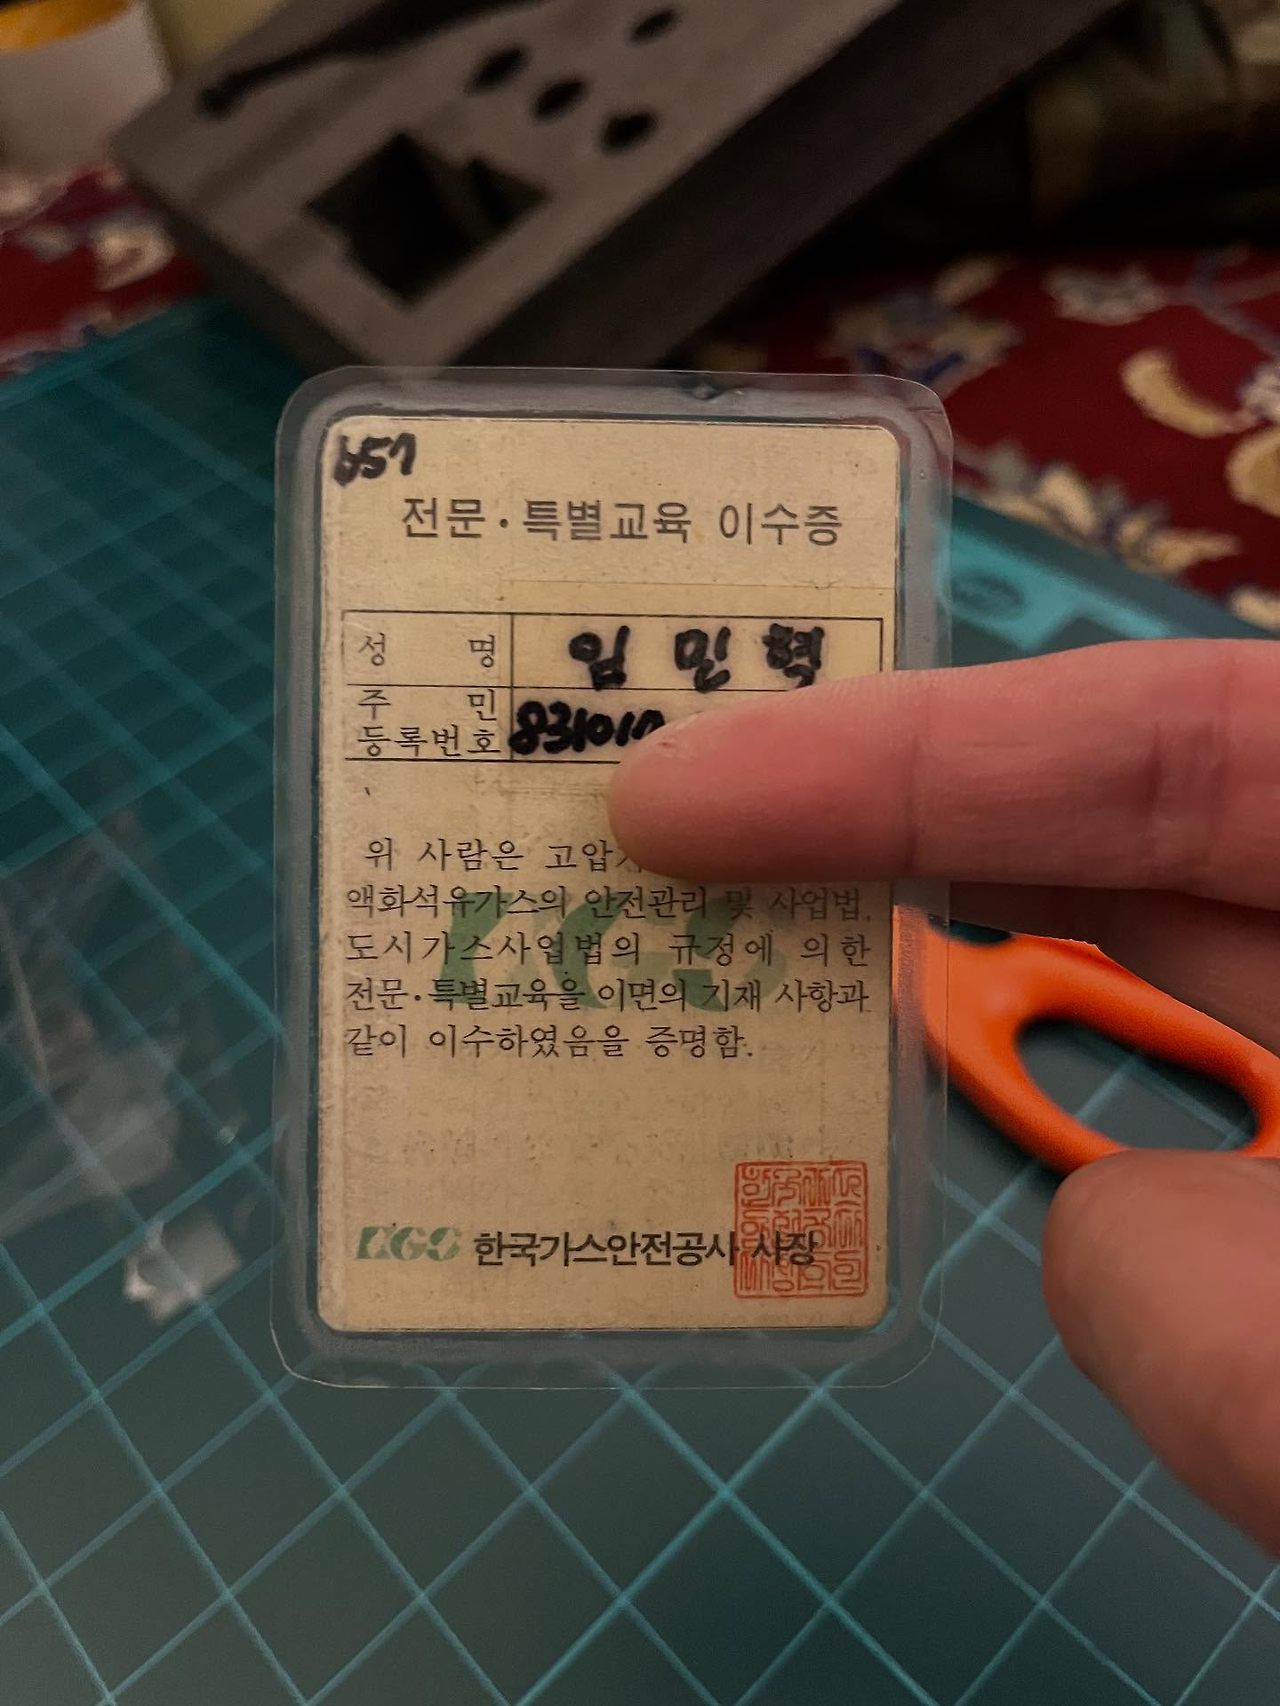 657
전문·특별교육 이수증
성 명 임 민 혁
주 민
등록번호 831017
위 사람은 고압
액화석유가스의 안전관리 및 사업법,
도시가스사업법의 규정에 의한
전문·특별교육을 이면의 기재 사항과
같이 이수하였음을 증명함.
KGS 한국가스안전공사 사장